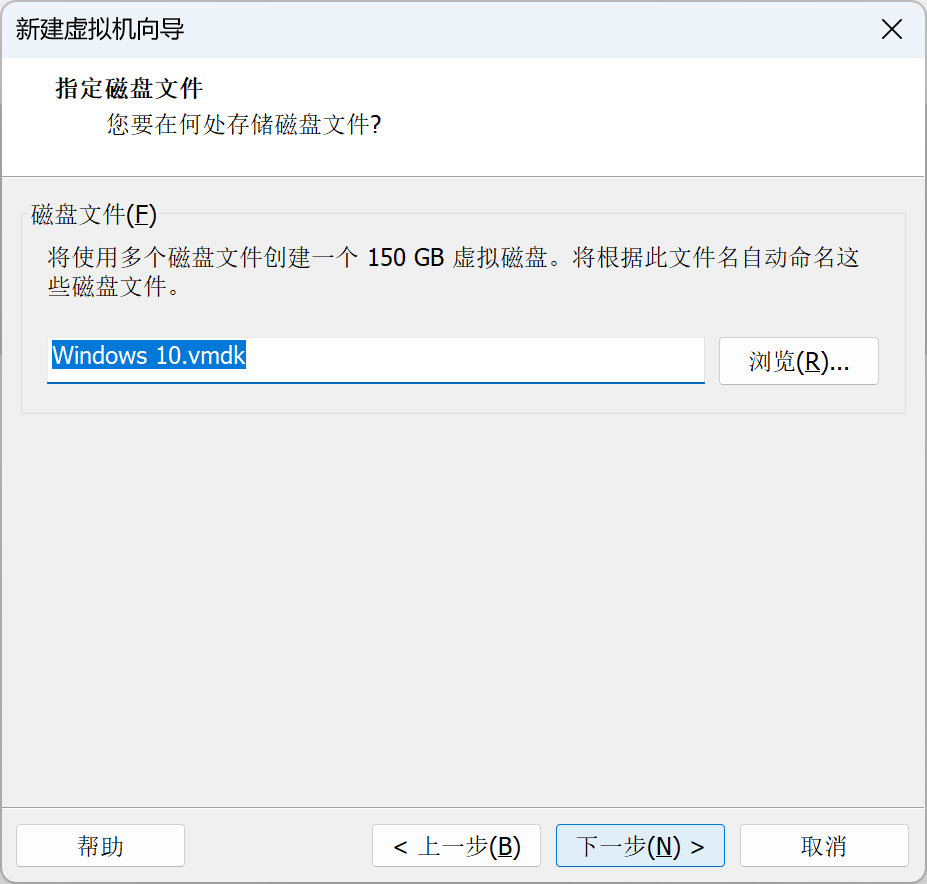 新建虚拟机向导
指定磁盘文件
您要在何处存储磁盘文件?
磁盘文件(F)
将使用多个磁盘文件创建一个 150 GB 虚拟磁盘。将根据此文件名自动命名这
些磁盘文件。
Windows 10.vmdk
浏览(R)...
帮助
< 上一步(B)
下一步(N) >
取消